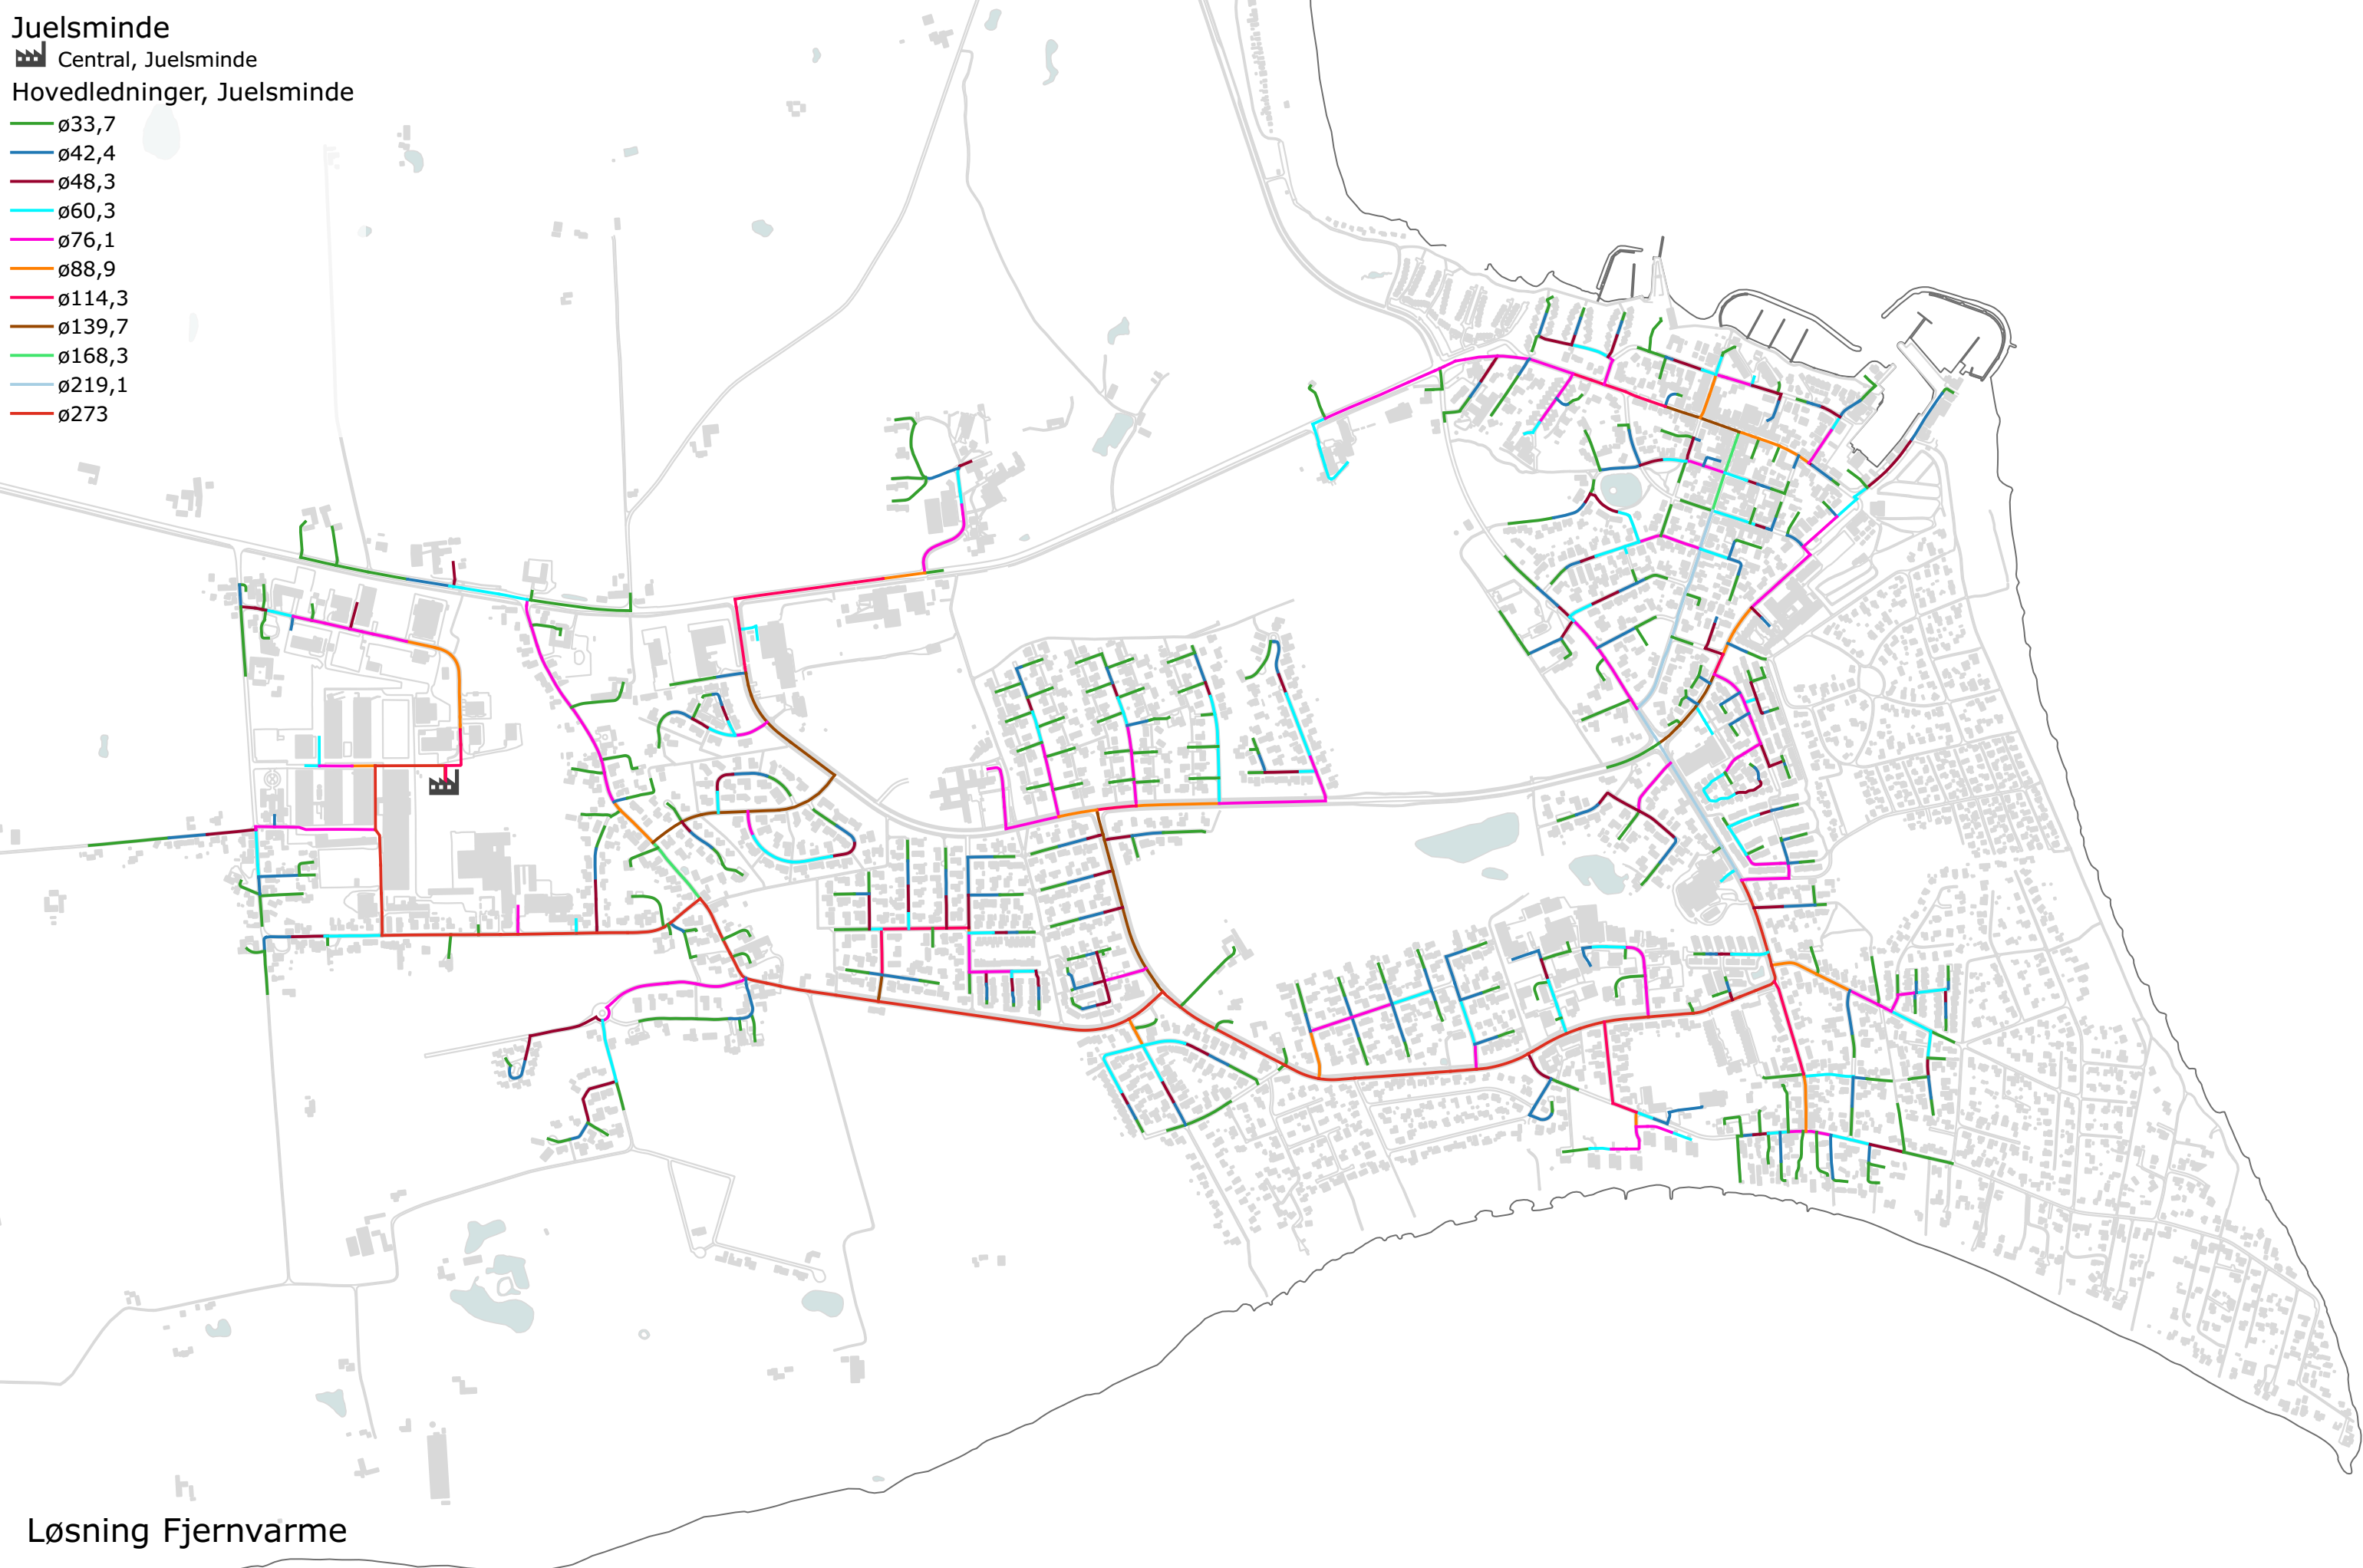 Juelsminde
Central, Juelsminde
Hovedledninger, Juelsminde
ø33,7
ø42,4
ø48,3
ø60,3
ø76,1
ø88,9
ø114,3
ø139,7
ø168,3
ø219,1
ø273
Løsning Fjernvarme